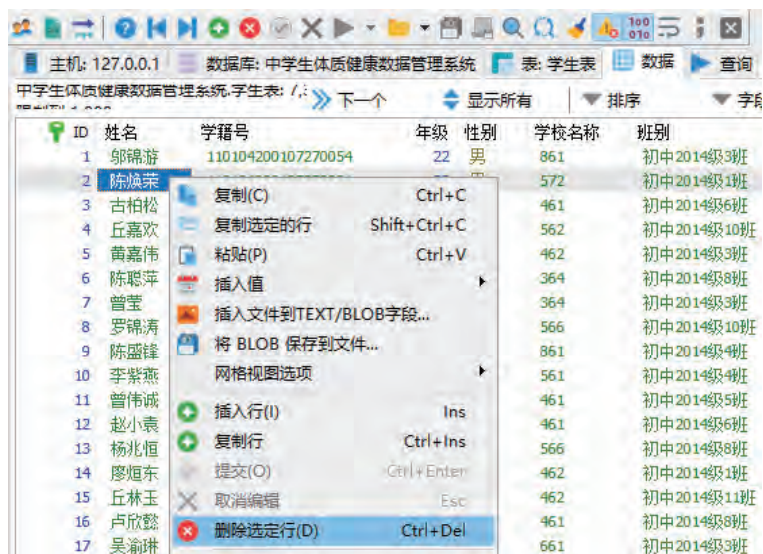 主机: 127.0.0.1 数据库: 中学生体质健康数据管理系统 表: 学生表 数据 查询
中学生体质健康数据管理系统.学生表: 7,
下一个 显示所有 排序 字段
ID 姓名 学籍号 年级 性别 学校名称 班别
1 邬锦游 110104200107270054 22 男 861 初中2014级3班
2 陈焕荣 572 初中2014级1班
3 古柏松 复制(C) Ctrl+C 461 初中2014级6班
4 丘嘉欢 复制选定的行 Shift+Ctrl+C 562 初中2014级10班
5 黄嘉伟 粘贴(P) Ctrl+V 462 初中2014级3班
6 陈聪萍 插入值 364 初中2014级8班
7 曾莹 插入文件到TEXT/BLOB字段... 364 初中2014级3班
8 罗锦涛 566 初中2014级10班
9 陈盛锋 将 BLOB 保存到文件... 861 初中2014级4班
10 李紫燕 网格视图选项 561 初中2014级4班
11 曾伟诚 插入行(I) Ins 461 初中2014级5班
12 赵小袁 461 初中2014级6班
13 杨兆恒 复制行 Ctrl+Ins 566 初中2014级8班
14 廖烜东 提交(O) Ctrl+Enter 462 初中2014级1班
15 丘林玉 取消编辑 Esc 462 初中2014级11班
16 卢欣懿 删除选定行(D) Ctrl+Del 461 初中2014级8班
17 吴渝琳 661 初中2014级3班